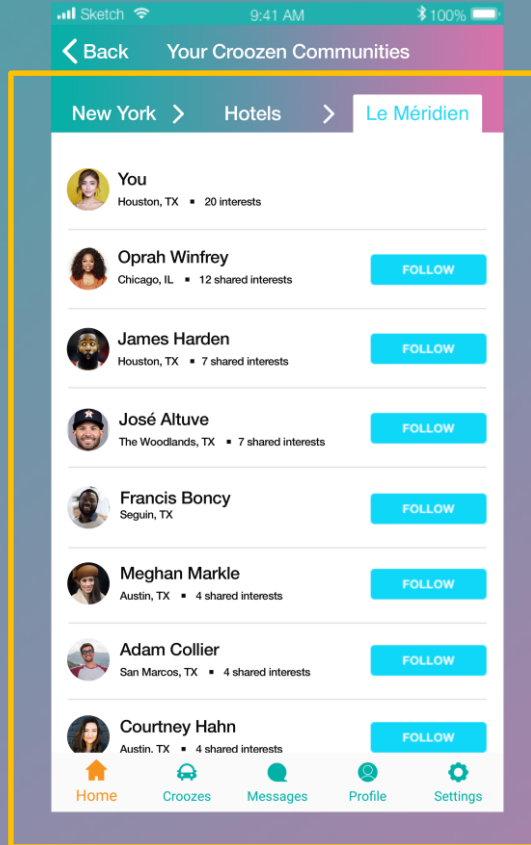 Sketch 9:41 AM 100%
Back Your Croozen Communities
New York > Hotels > Le Méridien
You
Houston, TX ▪ 20 interests
Oprah Winfrey
Chicago, IL ▪ 12 shared interests
FOLLOW
James Harden
Houston, TX ▪ 7 shared interests
FOLLOW
José Altuve
The Woodlands, TX ▪ 7 shared interests
FOLLOW
Francis Boncy
Seguin, TX
FOLLOW
Meghan Markle
Austin, TX ▪ 4 shared interests
FOLLOW
Adam Collier
San Marcos, TX ▪ 4 shared interests
FOLLOW
Courtney Hahn
Austin, TX ▪ 4 shared interests
FOLLOW
Home Croozes Messages Profile Settings